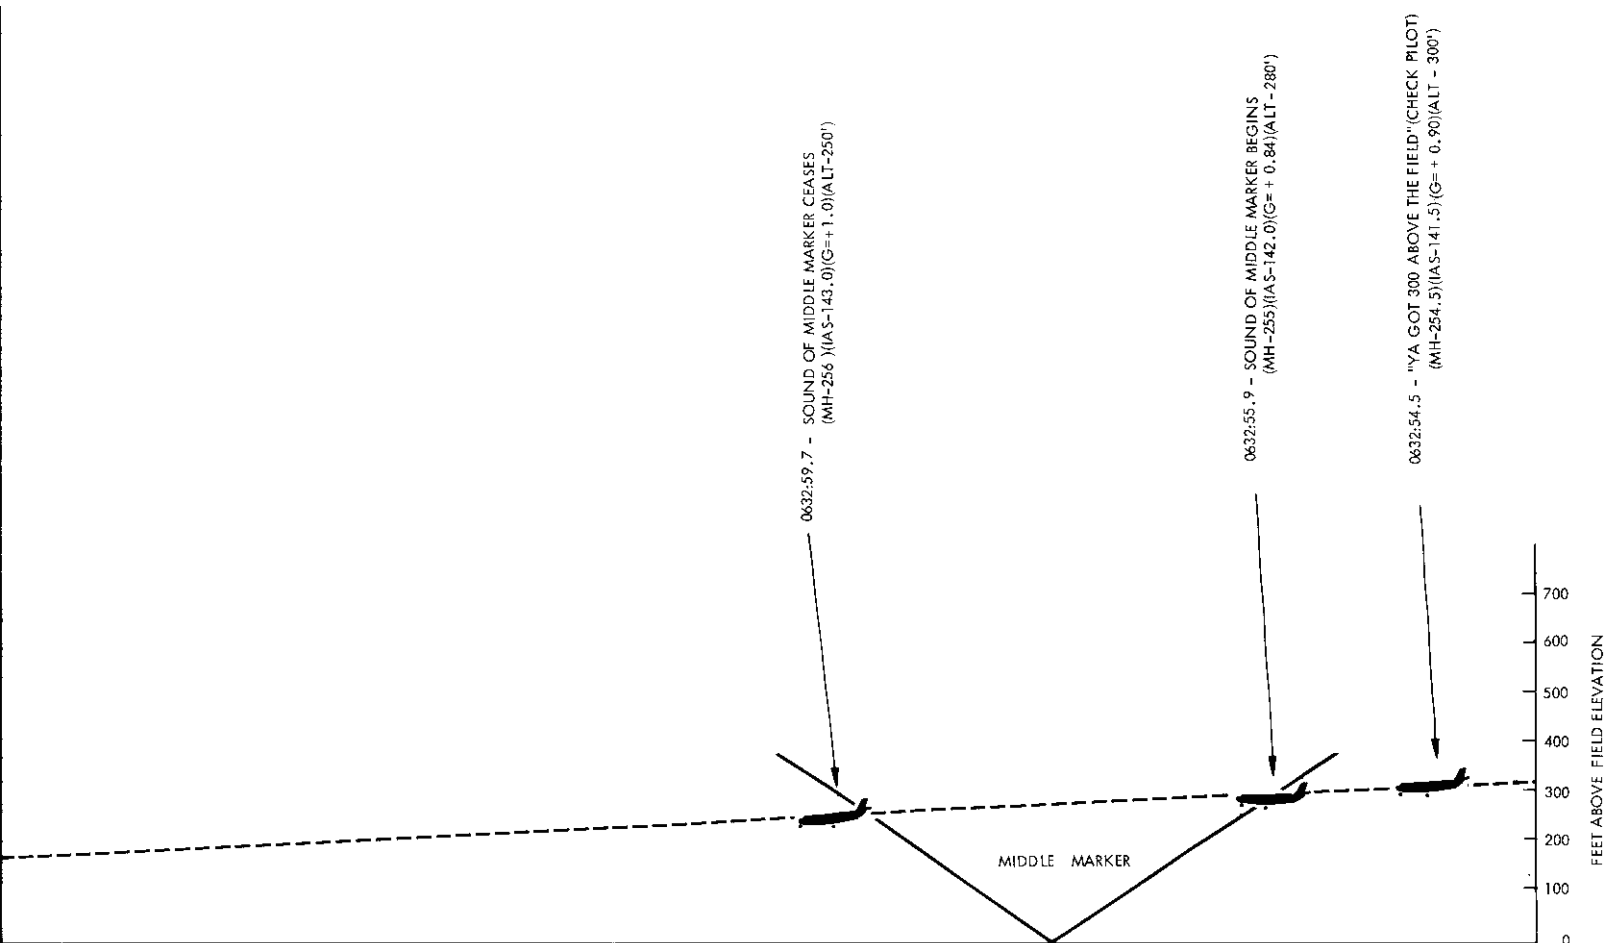 0632:59.7 - SOUND OF MIDDLE MARKER CEASES
(MH-256 )(IAS-143.0)(G=+1.0)(ALT-250')
0632:55.9 - SOUND OF MIDDLE MARKER BEGINS
(MH-255)(IAS-142.0)(G=+ 0.84)(ALT-280')
0632:54.5 - "YA GOT 300 ABOVE THE FIELD"(CHECK PILOT)
(MH-254.5)(IAS-141.5)(G= + 0.90)(ALT - 300')
700
600
500
400
300
200
100
0
FEET ABOVE FIELD ELEVATION
MIDDLE MARKER